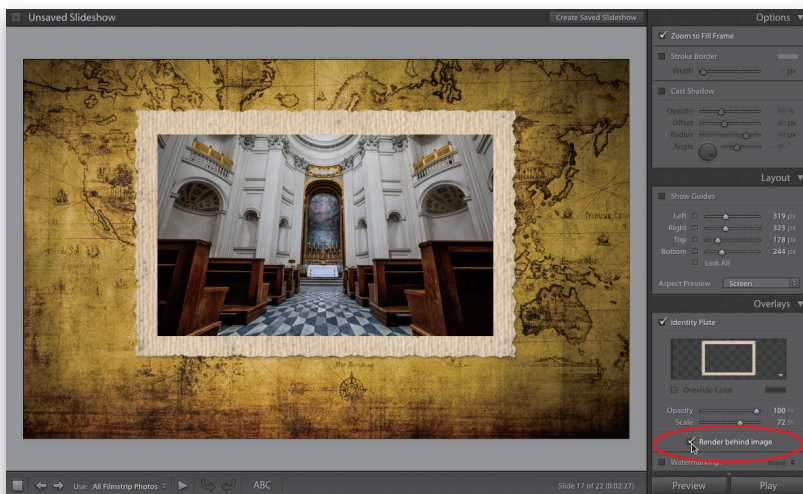 Unsaved Slideshow
Create Saved Slideshow
Options
Zoom to Fill Frame
Stroke Border
Width 1 px
Cast Shadow
Opacity 53 %
Offset 40 px
Angle - 45 °
Layout
Show Guides
Left 319 px
Right 323 px
Top 178 px
Bottom 244 px
Link All
Aspect Preview Screen
Overlays
Identity Plate
Override Color
Opacity 100 %
Scale 72 %
Render behind image
Watermarking: None
Use: All Filmstrip Photos
ABC
Slide 17 of 22 (0:02:27)
Preview
Play